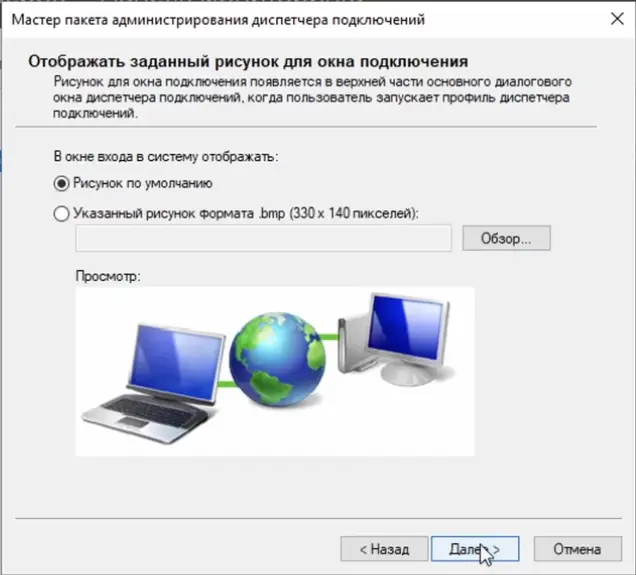 Мастер пакета администрирования диспетчера подключений
Отображать заданный рисунок для окна подключения
Рисунок для окна подключения появляется в верхней части основного диалогового
окна диспетчера подключений, когда пользователь запускает профиль диспетчера
подключений.
В окне входа в систему отображать:
Рисунок по умолчанию
Указанный рисунок формата .bmp (330 x 140 пикселей):
Обзор...
Просмотр:
< Назад
Далее >
Отмена